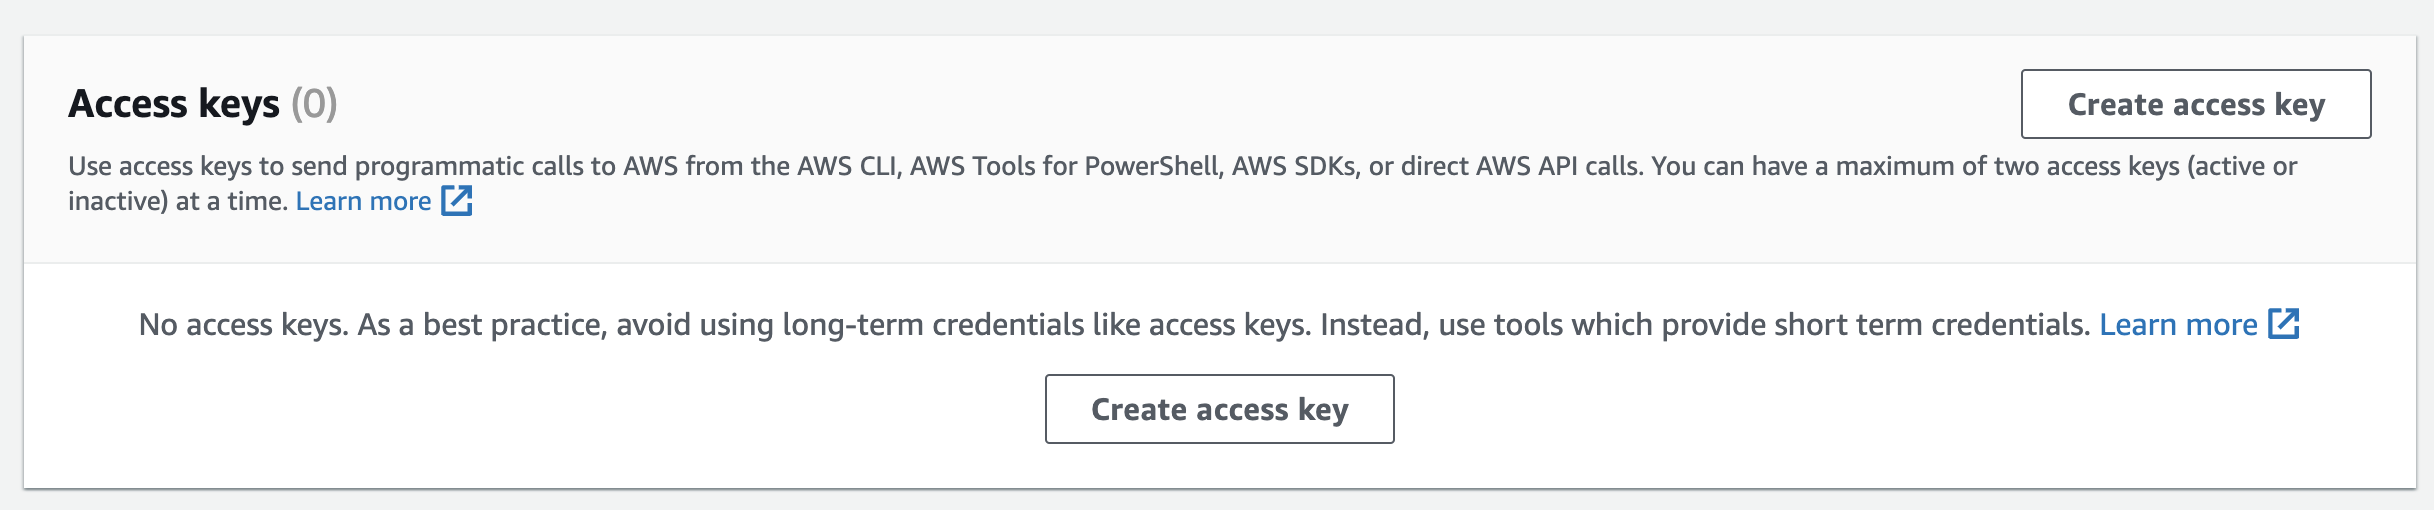 Access keys (0)
Create access key
Use access keys to send programmatic calls to AWS from the AWS CLI, AWS Tools for PowerShell, AWS SDKs, or direct AWS API calls. You can have a maximum of two access keys (active or
inactive) at a time. Learn more
No access keys. As a best practice, avoid using long-term credentials like access keys. Instead, use tools which provide short term credentials. Learn more
Create access key